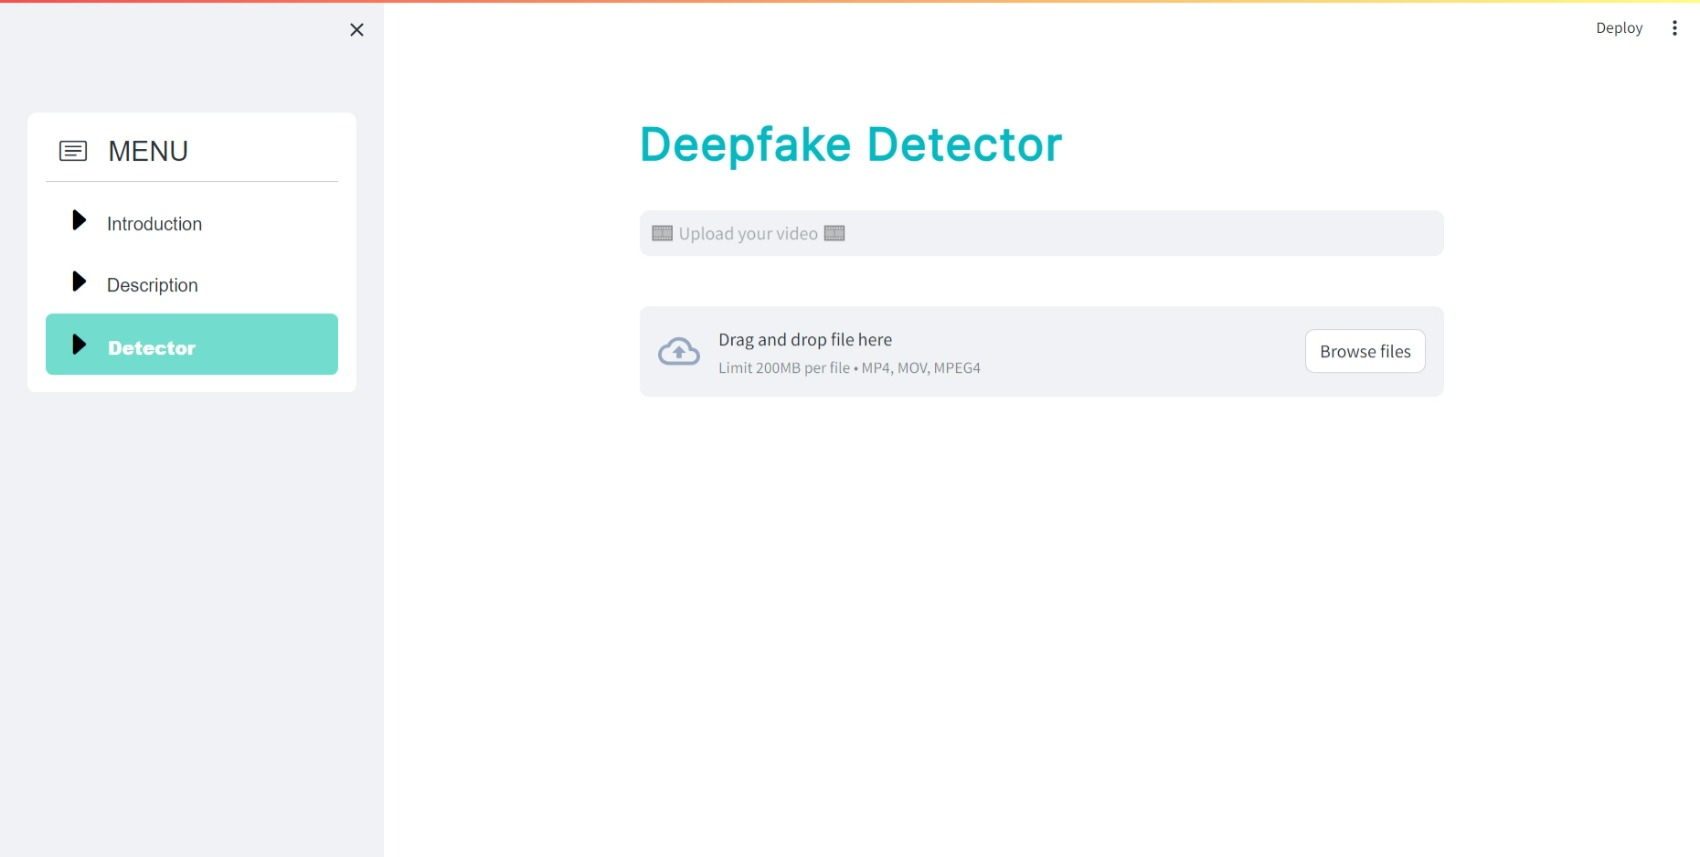 Deploy
MENU
Introduction
Description
Detector
Deepfake Detector
Upload your video
Drag and drop file here
Limit 200MB per file • MP4, MOV, MPEG4
Browse files